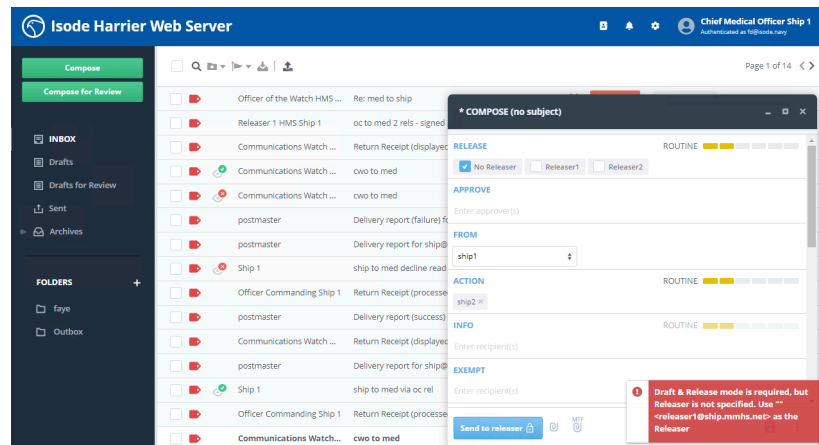 Isode Harrier Web Server
Chief Medical Officer Ship 1
Authenticated as fd@isode.navy
Compose
Compose for Review
INBOX
Drafts
Drafts for Review
Sent
Archives
FOLDERS +
faye
Outbox
Page 1 of 14
Officer of the Watch HMS ... Re: med to ship
Releaser 1 HMS Ship 1 oc to med 2 rels - signed
Communications Watch ... Return Receipt (displayed
Communications Watch ... cwo to med
Communications Watch ... cwo to med
postmaster Delivery report (failure) fo
postmaster Delivery report for ship@
Ship 1 ship to med decline read
Officer Commanding Ship 1 Return Receipt (processe
postmaster Delivery report (success)
Communications Watch ... Return Receipt (displayed
postmaster Delivery report for ship@
Ship 1 ship to med via oc rel
Officer Commanding Ship 1 Return Receipt (processe
Communications Watch... cwo to med
* COMPOSE (no subject)
RELEASE ROUTINE
No Releaser Releaser1 Releaser2
APPROVE
Enter approver(s)
FROM
ship1
ACTION ROUTINE
ship2 ×
INFO ROUTINE
Enter recipient(s)
EXEMPT
Enter recipient(s)
Send to releaser
MTF
Draft & Release mode is required, but
Releaser is not specified. Use ""
<releaser1@ship.mmhs.net> as the
Releaser